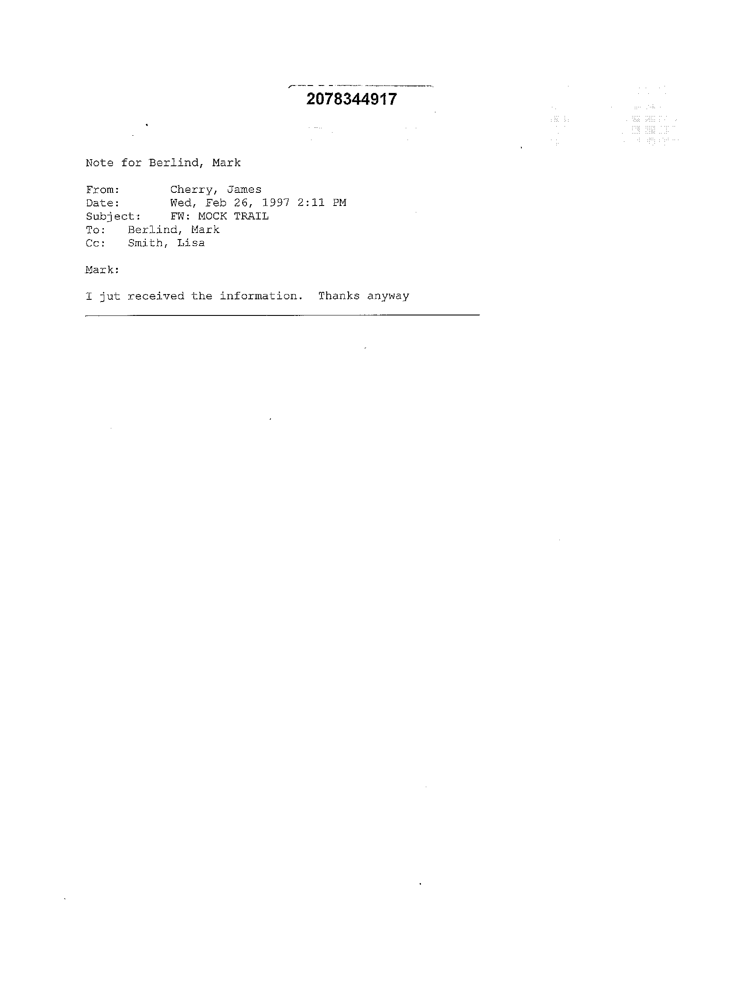 2078344917
Note for Berlind, Mark
From: Cherry, James
Date: Wed, Feb 26, 1997 2:11 PM
Subject: FW: MOCK TRAIL
To: Berlind, Mark
Cc: Smith, Lisa
Mark:
I jut received the information. Thanks anyway